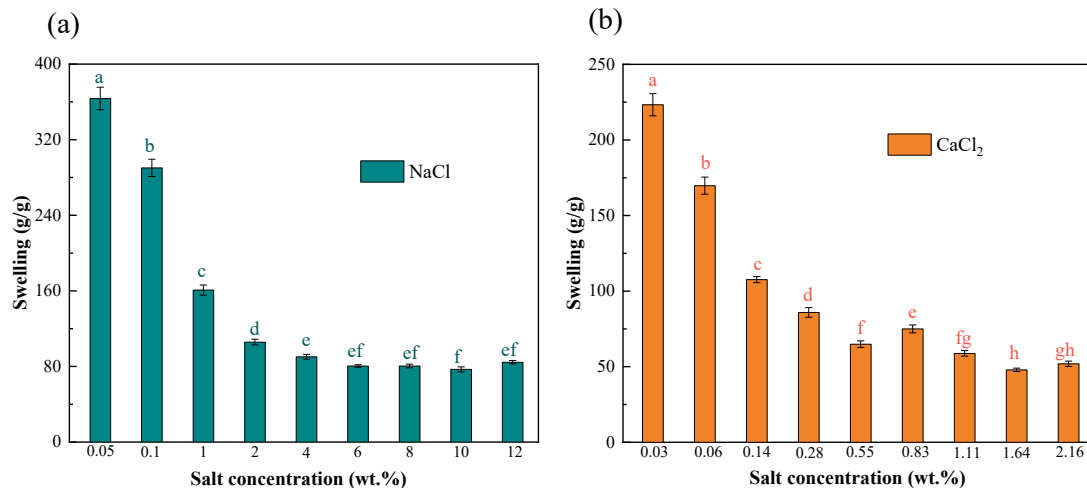 (a)
400
320
240
160
80
0
Swelling (g/g)
a
b
c
d
e
ef
ef
f
ef
NaCl
0.05 0.1 1 2 4 6 8 10 12
Salt concentration (wt.%)
(b)
250
200
150
100
50
0
Swelling (g/g)
a
b
c
d
f
e
fg
h
gh
CaCl₂
0.03 0.06 0.14 0.28 0.55 0.83 1.11 1.64 2.16
Salt concentration (wt.%)